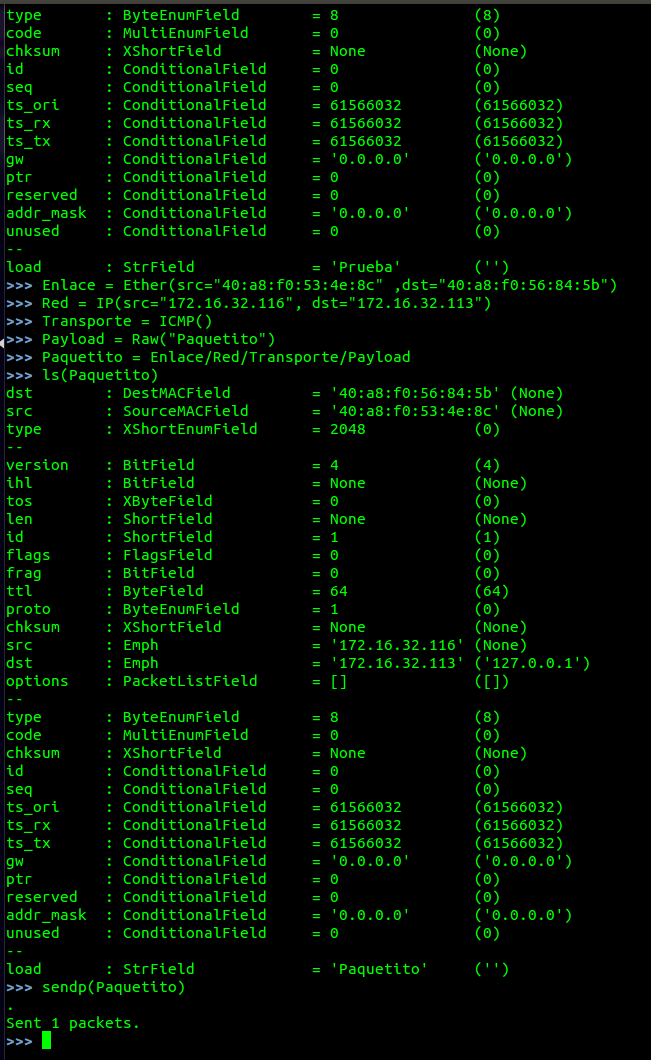 type       : ByteEnumField        = 8               (8)
code       : MultiEnumField       = 0               (0)
chksum     : XShortField          = None            (None)
id         : ConditionalField     = 0               (0)
seq        : ConditionalField     = 0               (0)
ts_ori     : ConditionalField     = 61566032        (61566032)
ts_rx      : ConditionalField     = 61566032        (61566032)
ts_tx      : ConditionalField     = 61566032        (61566032)
gw         : ConditionalField     = '0.0.0.0'       ('0.0.0.0')
ptr        : ConditionalField     = 0               (0)
reserved   : ConditionalField     = 0               (0)
addr_mask  : ConditionalField     = '0.0.0.0'       ('0.0.0.0')
unused     : ConditionalField     = 0               (0)
--
load       : StrField             = 'Prueba'        ('')
>>> Enlace = Ether(src="40:a8:f0:53:4e:8c" ,dst="40:a8:f0:56:84:5b")
>>> Red = IP(src="172.16.32.116", dst="172.16.32.113")
>>> Transporte = ICMP()
>>> Payload = Raw("Paquetito")
>>> Paquetito = Enlace/Red/Transporte/Payload
>>> ls(Paquetito)
dst        : DestMACField         = '40:a8:f0:56:84:5b' (None)
src        : SourceMACField       = '40:a8:f0:53:4e:8c' (None)
type       : XShortEnumField      = 2048            (0)
--
version    : BitField             = 4               (4)
ihl        : BitField             = None            (None)
tos        : XByteField           = 0               (0)
len        : ShortField           = None            (None)
id         : ShortField           = 1               (1)
flags      : FlagsField           = 0               (0)
frag       : BitField             = 0               (0)
ttl        : ByteField            = 64              (64)
proto      : ByteEnumField        = 1               (0)
chksum     : XShortField          = None            (None)
src        : Emph                 = '172.16.32.116' (None)
dst        : Emph                 = '172.16.32.113' ('127.0.0.1')
options    : PacketListField      = []              ([])
--
type       : ByteEnumField        = 8               (8)
code       : MultiEnumField       = 0               (0)
chksum     : XShortField          = None            (None)
id         : ConditionalField     = 0               (0)
seq        : ConditionalField     = 0               (0)
ts_ori     : ConditionalField     = 61566032        (61566032)
ts_rx      : ConditionalField     = 61566032        (61566032)
ts_tx      : ConditionalField     = 61566032        (61566032)
gw         : ConditionalField     = '0.0.0.0'       ('0.0.0.0')
ptr        : ConditionalField     = 0               (0)
reserved   : ConditionalField     = 0               (0)
addr_mask  : ConditionalField     = '0.0.0.0'       ('0.0.0.0')
unused     : ConditionalField     = 0               (0)
--
load       : StrField             = 'Paquetito'     ('')
>>> sendp(Paquetito)
.
Sent 1 packets.
>>>